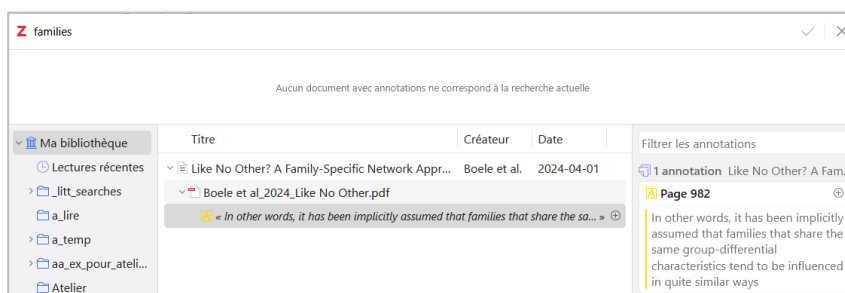 Z families
Aucun document avec annotations ne correspond à la recherche actuelle
Ma bibliothèque
Lectures récentes
_litt_searches
a_lire
a_temp
aa_ex_pour_ateli...
Atelier
Titre Créateur Date
Like No Other? A Family-Specific Network Appr... Boele et al. 2024-04-01
Boele et al_2024_Like No Other.pdf
« In other words, it has been implicitly assumed that families that share the sa... »
Filtrer les annotations
1 annotation Like No Other? A Fam.
Page 982
In other words, it has been implicitly
assumed that families that share the
same group-differential
characteristics tend to be influenced
in quite similar ways